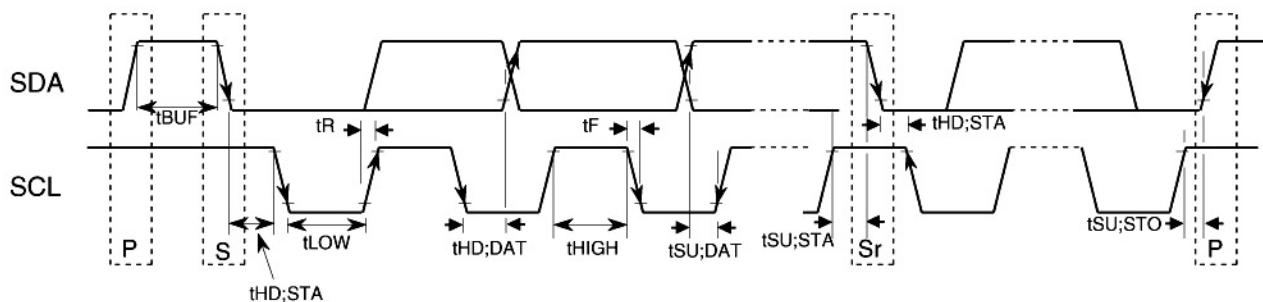 SDA
tBUF
tR
tF
tHD;STA
SCL
tLOW
tHD;DAT
tHIGH
tSU;DAT
tSU;STA
tSU;STO
P
S
Sr
P
tHD;STA